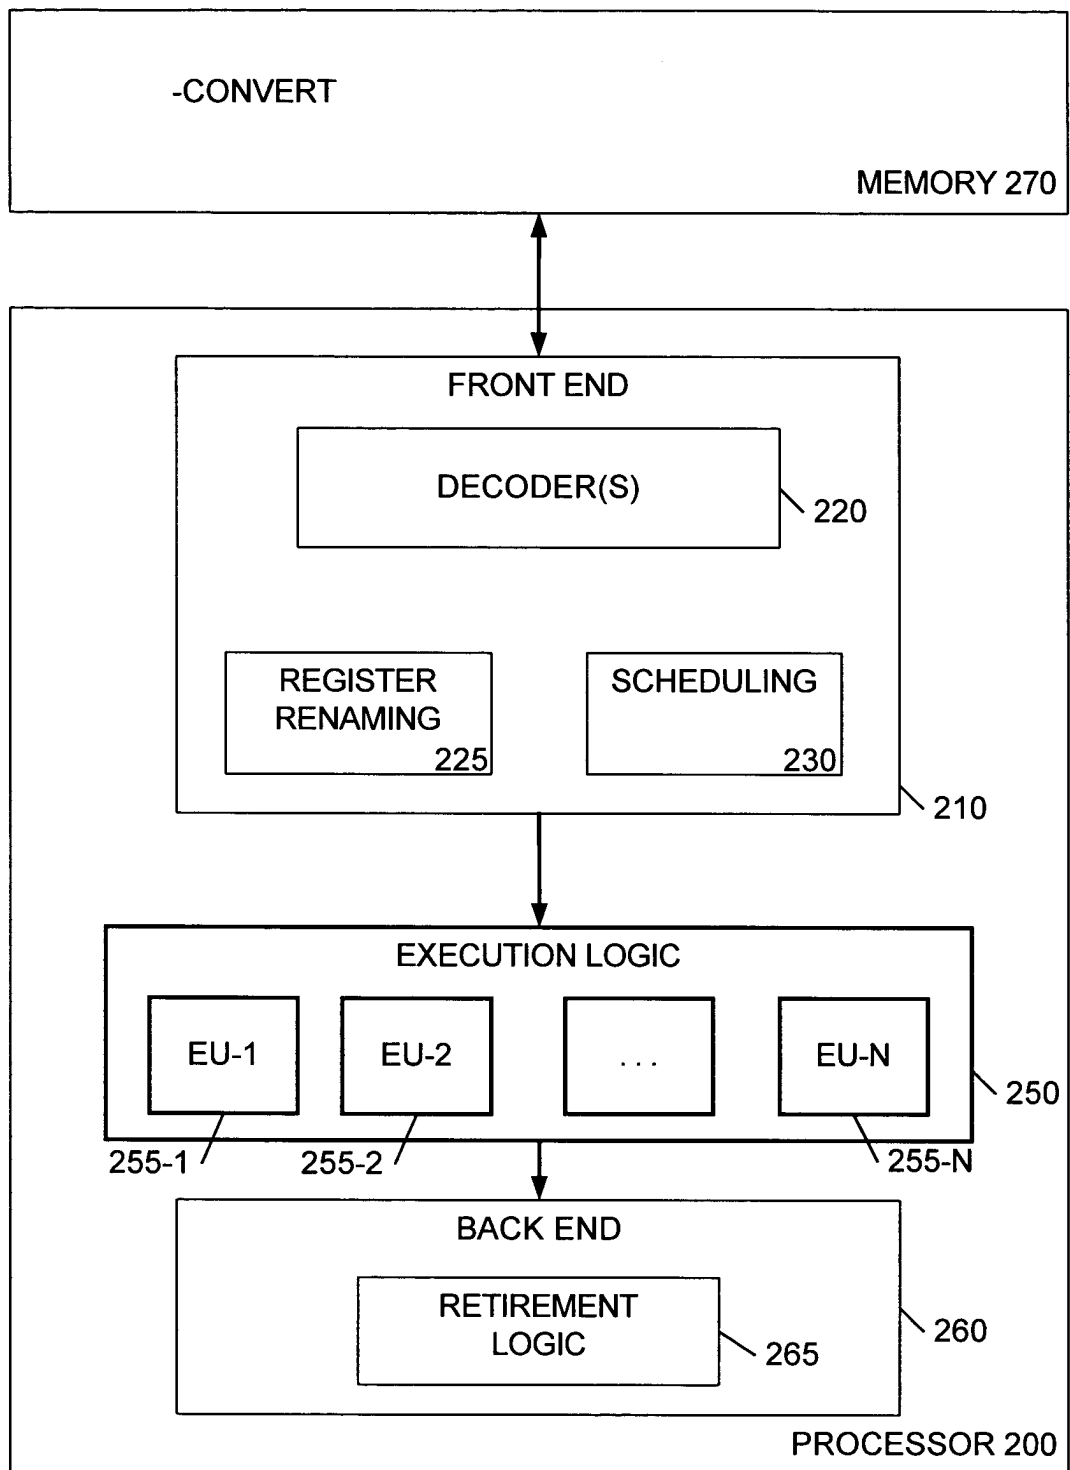 -CONVERT
MEMORY 270
FRONT END
DECODER(S)
220
REGISTER
RENAMING
225
SCHEDULING
230
210
EXECUTION LOGIC
EU-1
EU-2
. . .
EU-N
250
255-1
255-2
255-N
BACK END
RETIREMENT
LOGIC
265
260
PROCESSOR 200